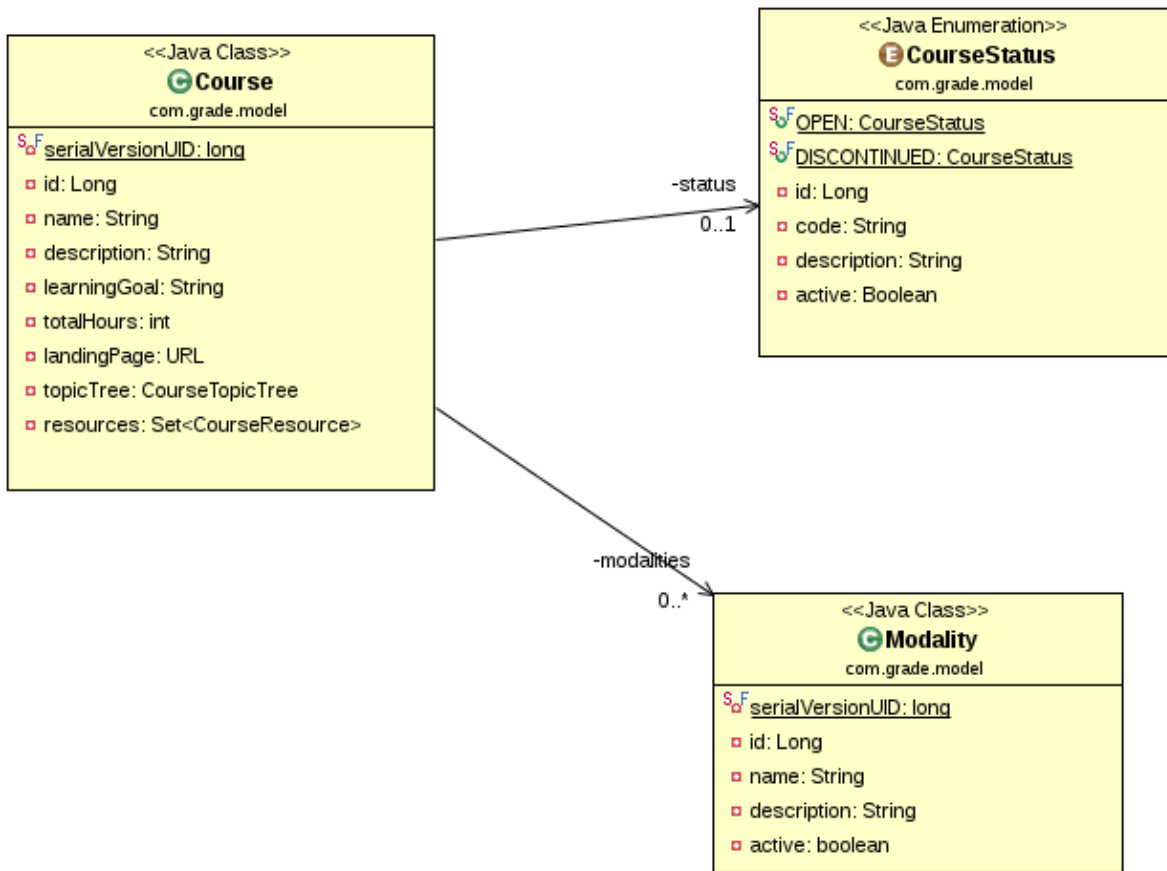 <<Java Class>>
Course
com.grade.model
serialVersionUID: long
id: Long
name: String
description: String
learningGoal: String
totalHours: int
landingPage: URL
topicTree: CourseTopicTree
resources: Set<CourseResource>
-status
0..1
<<Java Enumeration>>
CourseStatus
com.grade.model
OPEN: CourseStatus
DISCONTINUED: CourseStatus
id: Long
code: String
description: String
active: Boolean
-modalities
0..*
<<Java Class>>
Modality
com.grade.model
serialVersionUID: long
id: Long
name: String
description: String
active: boolean